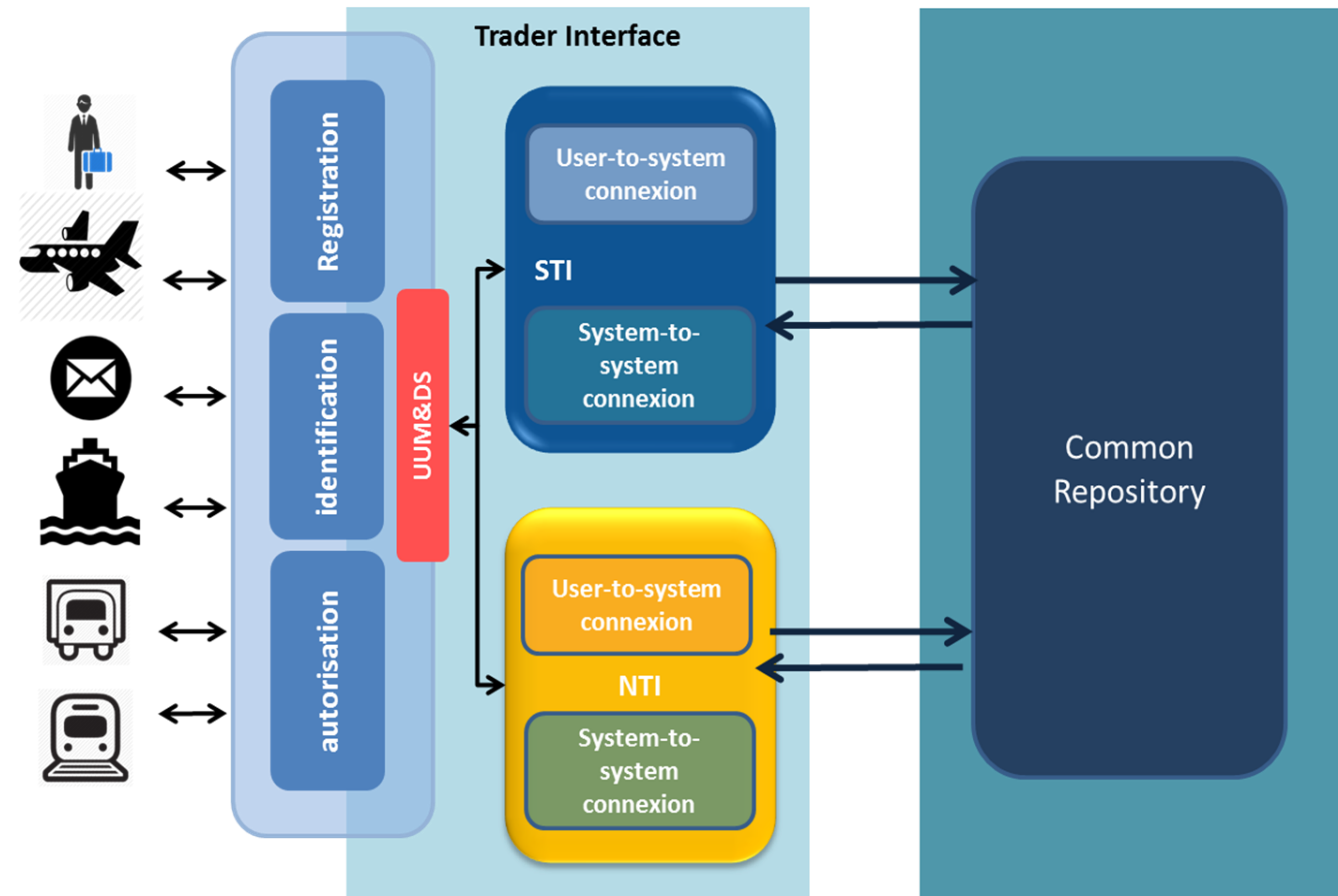 Trader Interface
Registration
identification
autorisation
UUM&DS
User-to-system
connexion
STI
System-to-
system
connexion
User-to-system
connexion
NTI
System-to-
system
connexion
Common
Repository